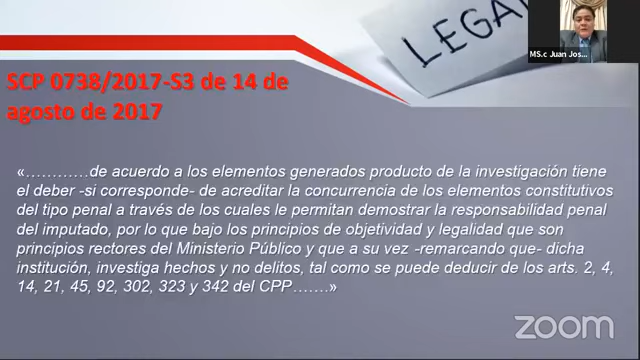 LEGAL
MS.c Juan Jos...
SCP 0738/2017-S3 de 14 de
agosto de 2017
«…………de acuerdo a los elementos generados producto de la investigación tiene
el deber -si corresponde- de acreditar la concurrencia de los elementos constitutivos
del tipo penal a través de los cuales le permitan demostrar la responsabilidad penal
del imputado, por lo que bajo los principios de objetividad y legalidad que son
principios rectores del Ministerio Público y que a su vez -remarcando que- dicha
institución, investiga hechos y no delitos, tal como se puede deducir de los arts. 2, 4,
14, 21, 45, 92, 302, 323 y 342 del CPP…….»
zoom